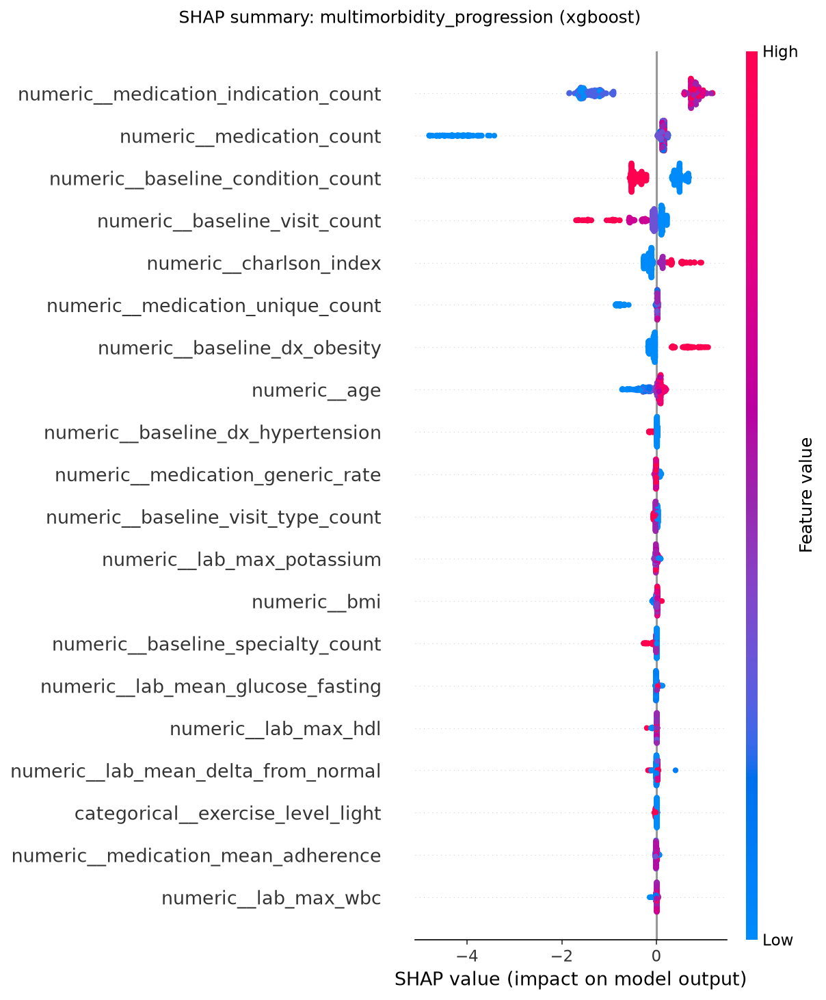 SHAP summary: multimorbidity_progression (xgboost)
High
numeric__medication_indication_count
numeric__medication_count
numeric__baseline_condition_count
numeric__baseline_visit_count
numeric__charlson_index
numeric__medication_unique_count
numeric__baseline_dx_obesity
numeric__age
numeric__baseline_dx_hypertension
numeric__medication_generic_rate
numeric__baseline_visit_type_count
numeric__lab_max_potassium
numeric__bmi
numeric__baseline_specialty_count
numeric__lab_mean_glucose_fasting
numeric__lab_max_hdl
numeric__lab_mean_delta_from_normal
categorical__exercise_level_light
numeric__medication_mean_adherence
numeric__lab_max_wbc
Feature value
Low
−4 −2 0
SHAP value (impact on model output)